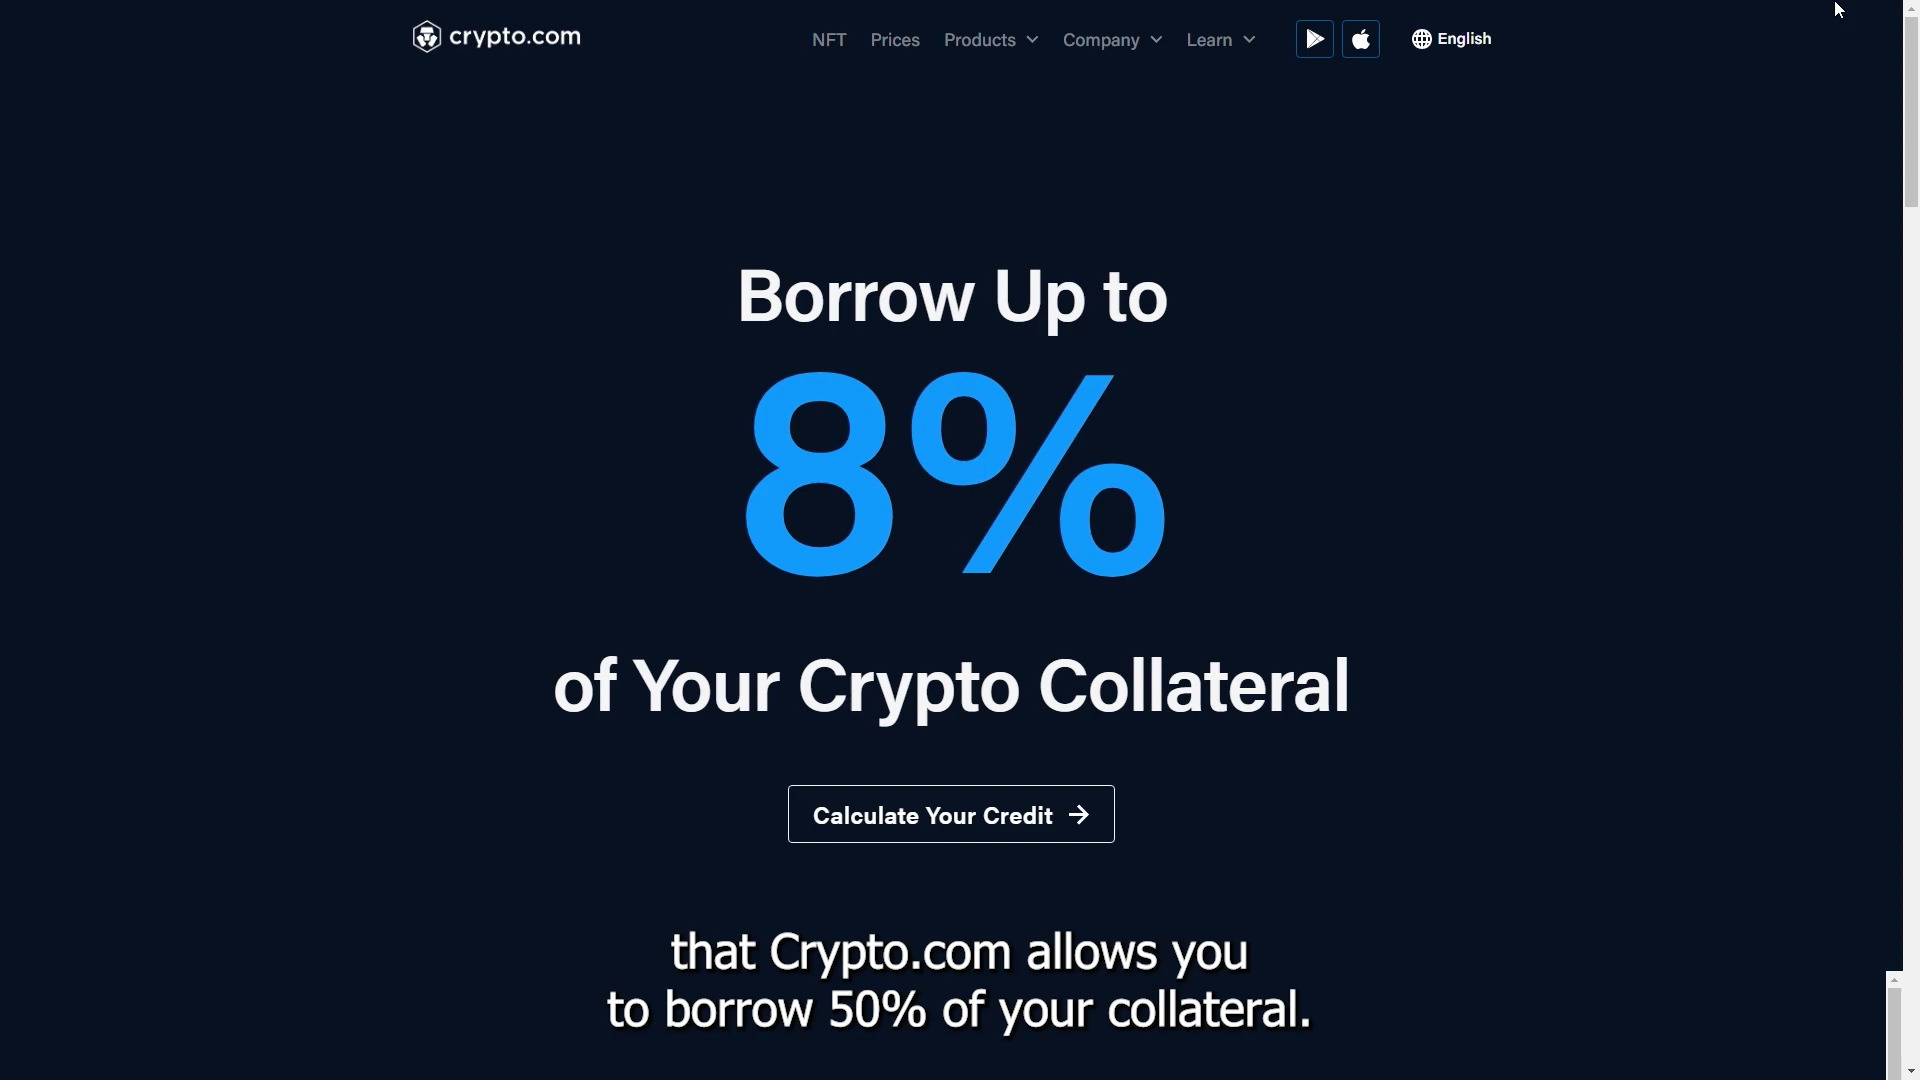 crypto.com
NFT Prices Products Company Learn English
Borrow Up to
8%
of Your Crypto Collateral
Calculate Your Credit →
that Crypto.com allows you
to borrow 50% of your collateral.